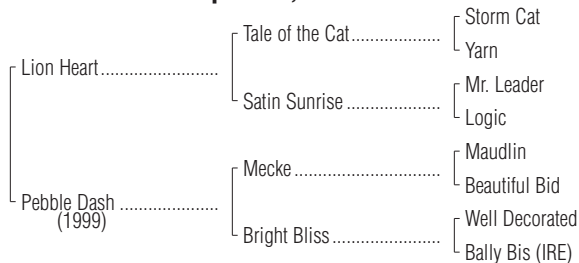 Storm Cat
Tale of the Cat...................
Yarn
Lion Heart.........................
Mr. Leader
Satin Sunrise ....................
Logic
Maudlin
Mecke ...............................
Beautiful Bid
Pebble Dash .....................
(1999)
Well Decorated
Bright Bliss .......................
Bally Bis (IRE)